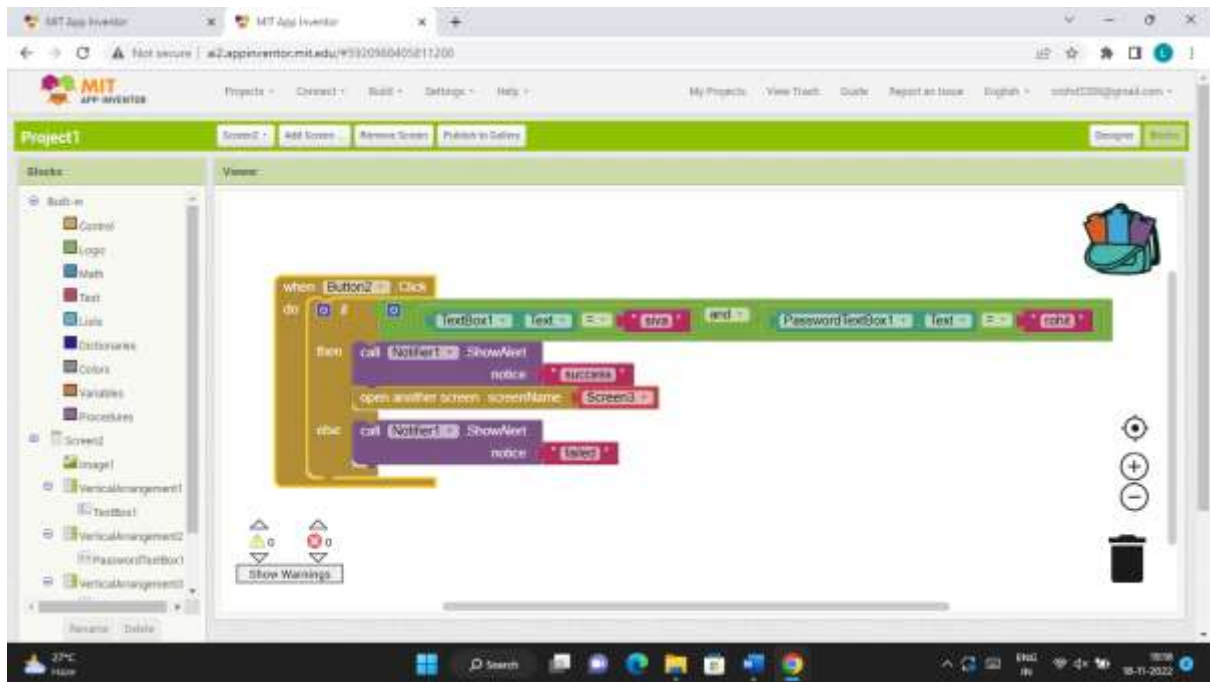 MIT App Inventor
MIT App Inventor
Not secure | ai2.appinventor.mit.edu/
MIT
APP INVENTOR
Projects Connect Build Settings Help My Projects View Trash Guide Report an Issue English
Project1 Screen2 Add Screen ... Remove Screen Publish to Gallery Designer Blocks
Blocks Viewer
Built-in
Control
Logic
Math
Text
Lists
Dictionaries
Colors
Variables
Procedures
Screen2
Image1
VerticalArrangement1
TextBox1
VerticalArrangement2
PasswordTextBox1
VerticalArrangement3
Rename Delete
when Button2 .Click
do if TextBox1 . Text = " siva " and PasswordTextBox1 . Text = " rohit "
then call Notifier1 .ShowAlert
notice " success "
open another screen screenName Screen3
else call Notifier1 .ShowAlert
notice " failed "
0 0
Show Warnings
27°C
Haze
Search
ENG
IN
18-11-2022